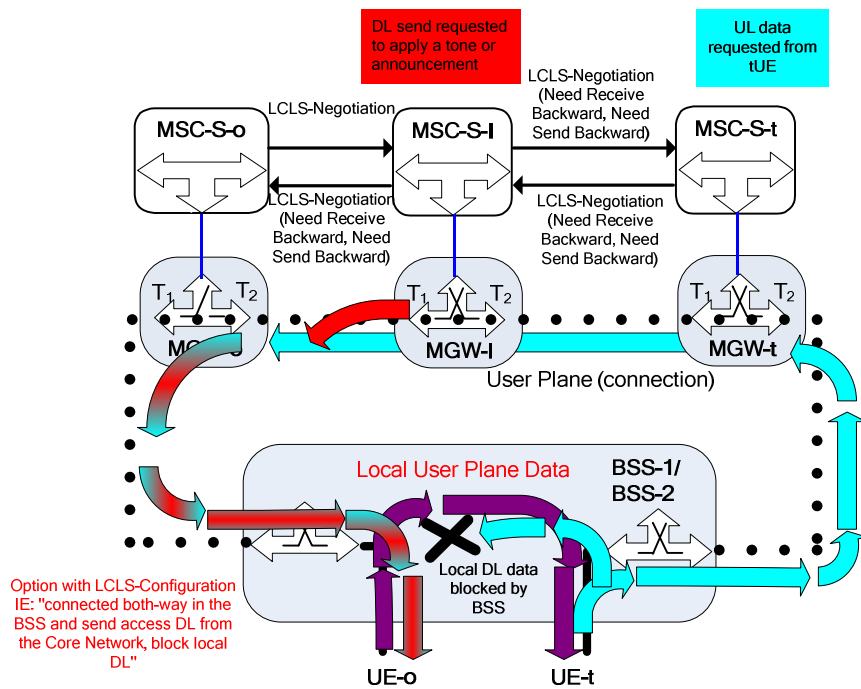 DL send requested
to apply a tone or
announcement
UL data
requested from
tUE
LCLS-Negotiation
LCLS-Negotiation
(Need Receive
Backward, Need
Send Backward)
MSC-S-o
MSC-S-I
MSC-S-t
LCLS-Negotiation
(Need Receive
Backward, Need
Send Backward)
LCLS-Negotiation
(Need Receive
Backward, Need
Send Backward)
T1
T2
T1
T2
T1
T2
MGW-I
MGW-t
User Plane (connection)
Local User Plane Data
BSS-1/
BSS-2
Local DL data
blocked by
BSS
Option with LCLS-Configuration
IE: "connected both-way in the
BSS and send access DL from
the Core Network, block local
DL"
UE-o
UE-t